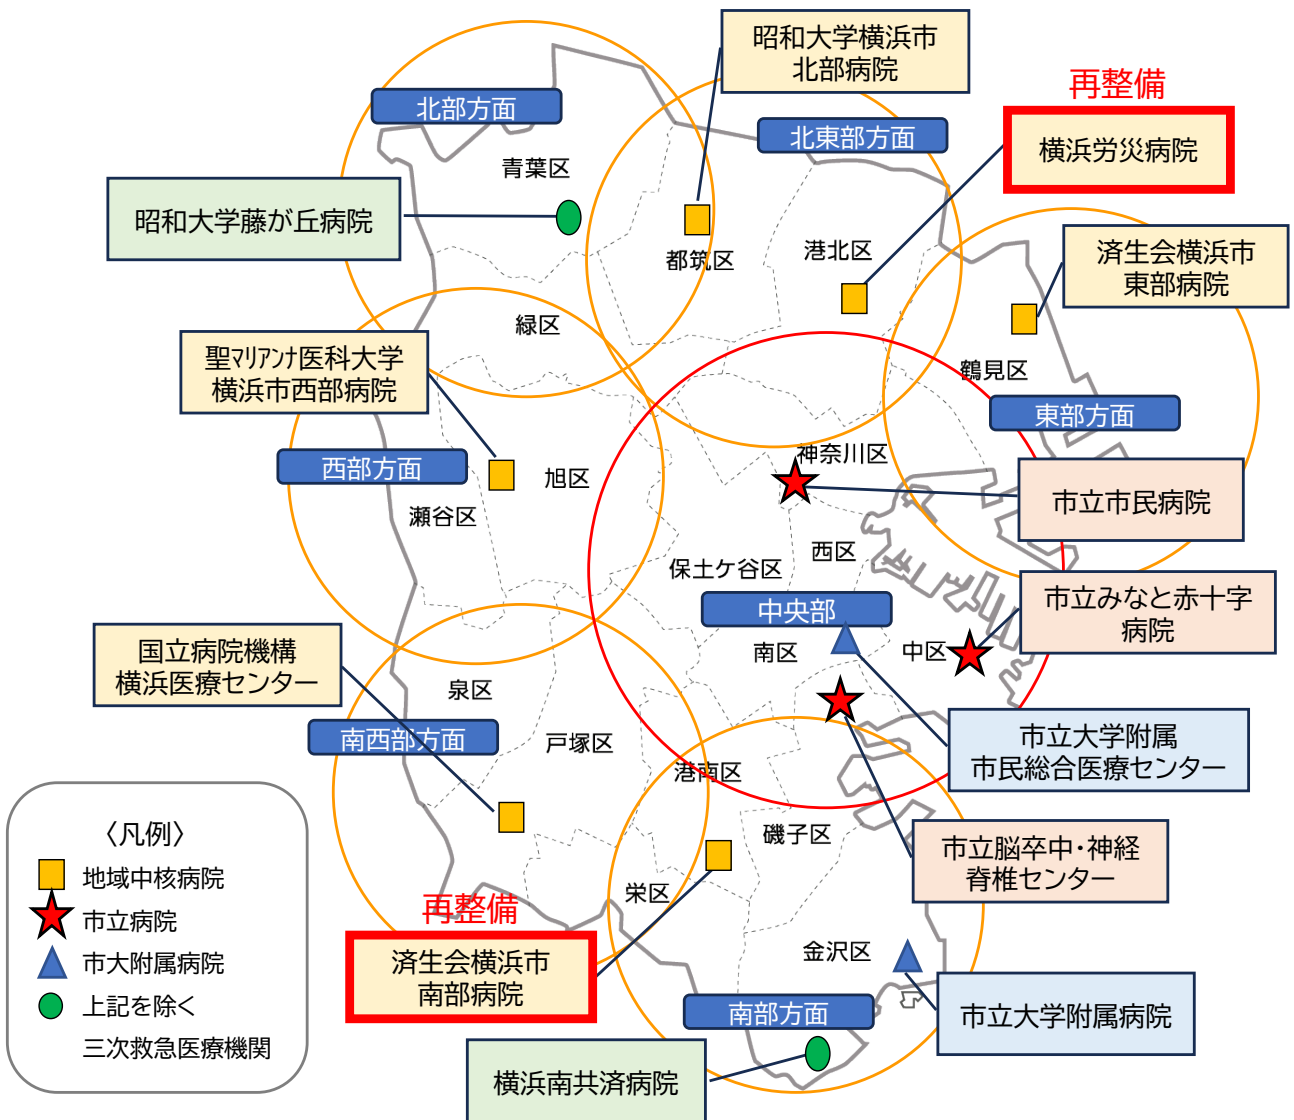 昭和大学横浜市
北部病院
再整備
北部方面
北東部方面
横浜労災病院
青葉区
昭和大学藤が丘病院
都筑区
港北区
済生会横浜市
東部病院
緑区
聖マリアンナ医科大学
横浜市西部病院
鶴見区
東部方面
神奈川区
西部方面
旭区
市立市民病院
瀬谷区
西区
保土ケ谷区
中央部
市立みなと赤十字
病院
南区
中区
国立病院機構
横浜医療センター
泉区
南西部方面
戸塚区
市立大学附属
市民総合医療センター
港南区
磯子区
市立脳卒中・神経
脊椎センター
〈凡例〉
地域中核病院
市立病院
市大附属病院
上記を除く
三次救急医療機関
栄区
再整備
済生会横浜市
南部病院
金沢区
南部方面
市立大学附属病院
横浜南共済病院